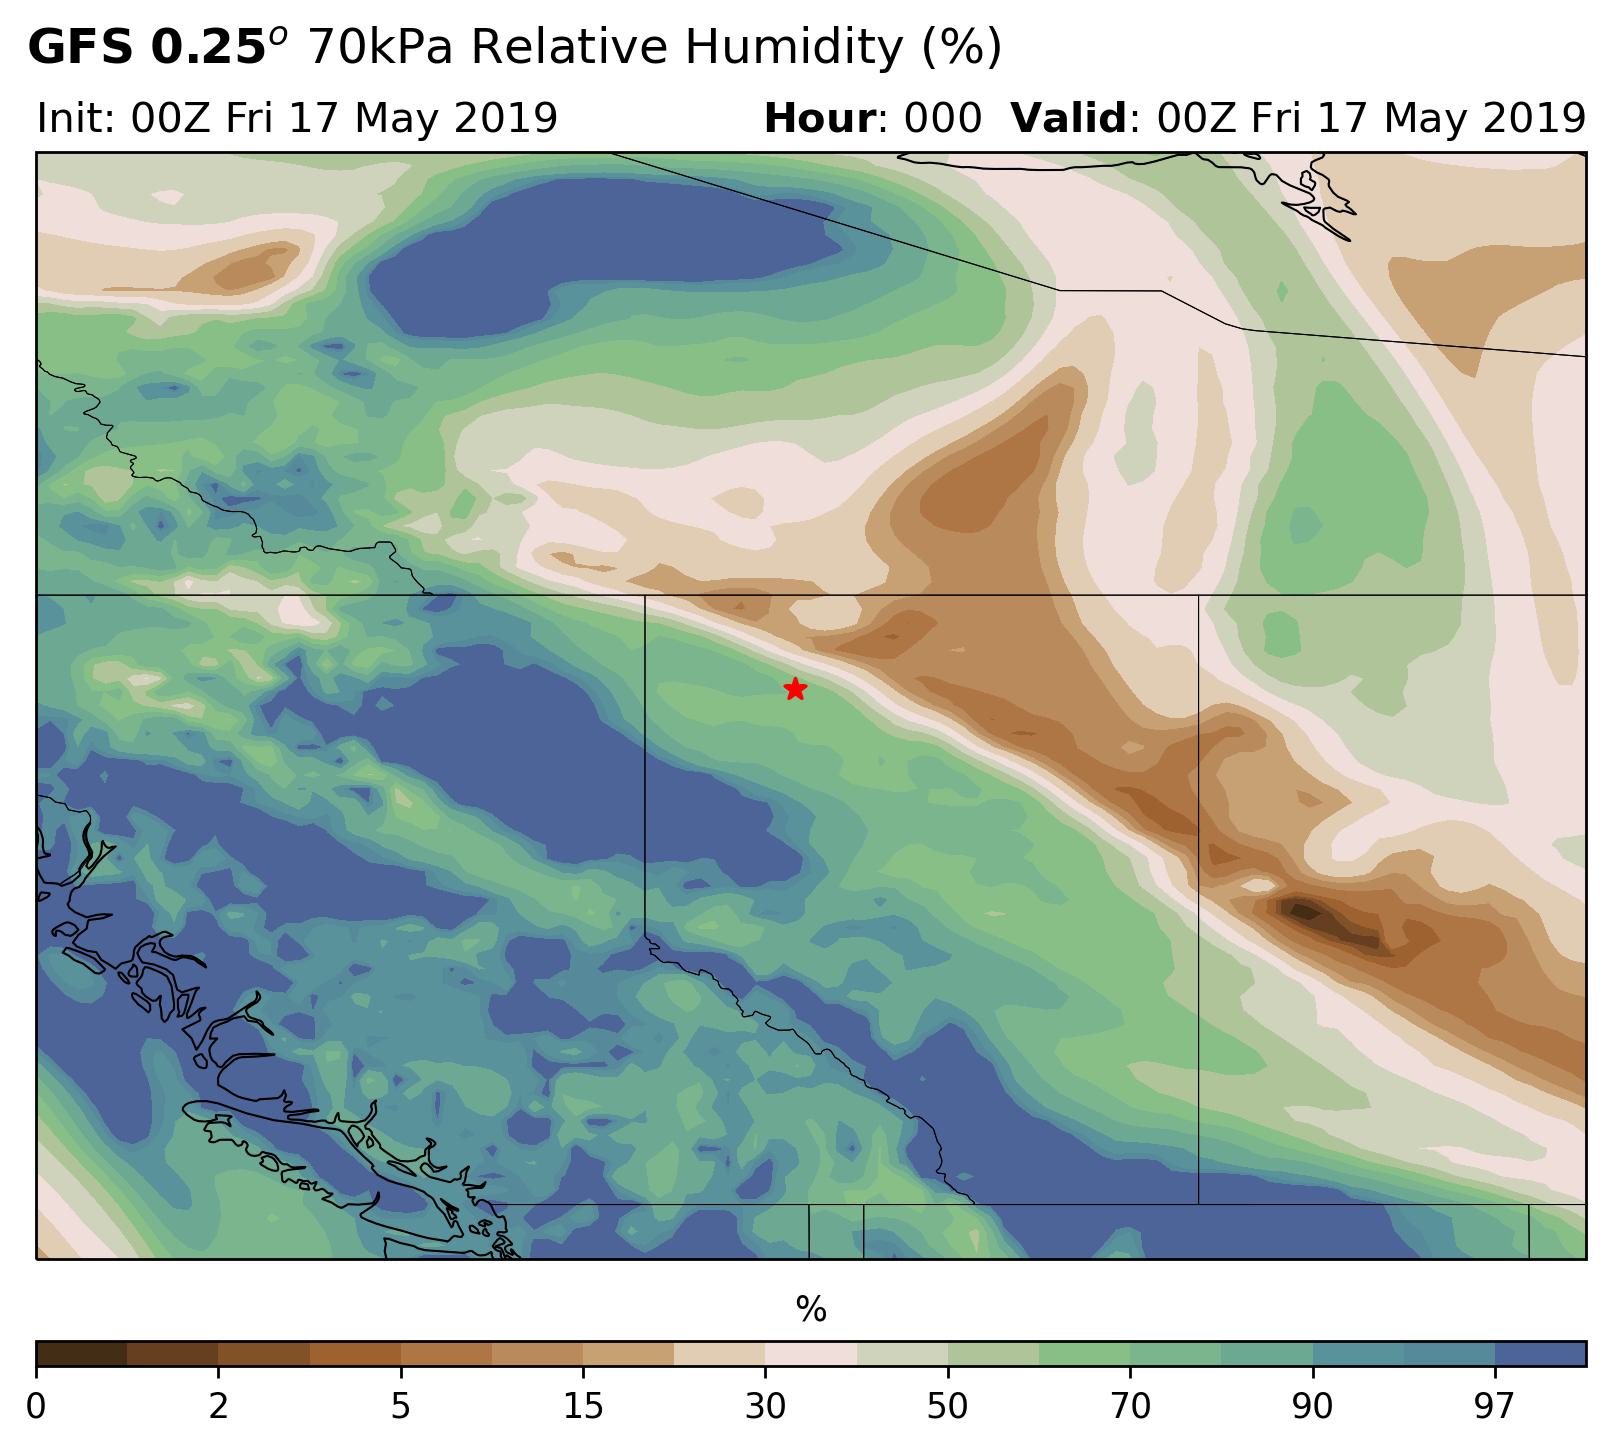 GFS 0.25° 70kPa Relative Humidity (%)
Init: 00Z Fri 17 May 2019 Hour: 000 Valid: 00Z Fri 17 May 2019
%
0 2 5 15 30 50 70 90 97